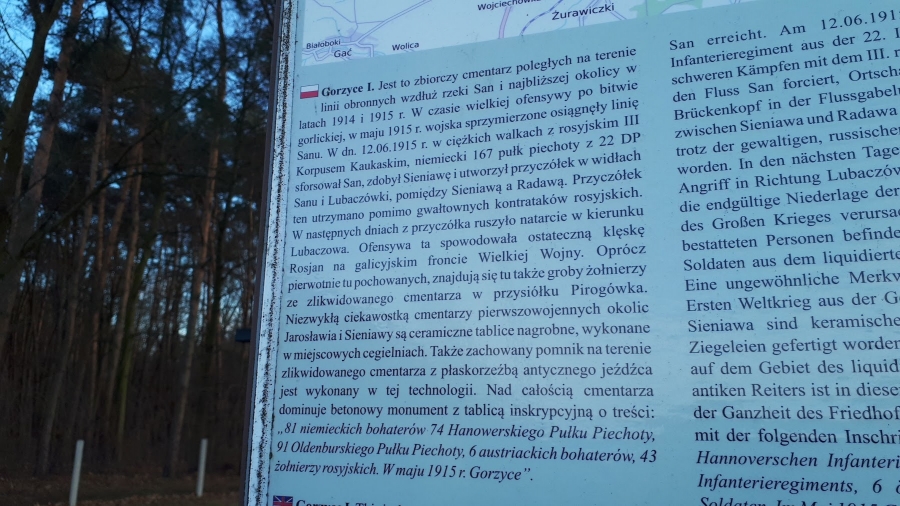 Wojciechówka
Żurawiczki
Białoboki
Gać
Wolica
Gorzyce I. Jest to zbiorczy cmentarz poległych na terenie
linii obronnych wzdłuż rzeki San i najbliższej okolicy w
latach 1914 i 1915 r. W czasie wielkiej ofensywy po bitwie
gorlickiej, w maju 1915 r. wojska sprzymierzone osiągnęły linię
Sanu. W dn. 12.06.1915 r. w ciężkich walkach z rosyjskim III
Korpusem Kaukaskim, niemiecki 167 pułk piechoty z 22 DP
sforsował San, zdobył Sieniawę i utworzył przyczółek w widłach
Sanu i Lubaczówki, pomiędzy Sieniawą a Radawą. Przyczółek
ten utrzymano pomimo gwałtownych kontrataków rosyjskich.
W następnych dniach z przyczółka ruszyło natarcie w kierunku
Lubaczowa. Ofensywa ta spowodowała ostateczną klęskę
Rosjan na galicyjskim froncie Wielkiej Wojny. Oprócz
pierwotnie tu pochowanych, znajdują się tu także groby żołnierzy
ze zlikwidowanego cmentarza w przysiółku Pirogówka.
Niezwykłą ciekawostką cmentarzy pierwszowojennych okolic
Jarosławia i Sieniawy są ceramiczne tablice nagrobne, wykonane
w miejscowych cegielniach. Także zachowany pomnik na terenie
zlikwidowanego cmentarza z płaskorzeźbą antycznego jeźdźca
jest wykonany w tej technologii. Nad całością cmentarza
dominuje betonowy monument z tablicą inskrypcyjną o treści:
„81 niemieckich bohaterów 74 Hanowerskiego Pułku Piechoty,
91 Oldenburskiego Pułku Piechoty, 6 austriackich bohaterów, 43
żołnierzy rosyjskich. W maju 1915 r. Gorzyce”.
Gorzyce I.
San erreicht. Am 12.06.191
Infanterieregiment aus der 22. I
schweren Kämpfen mit dem III. r
den Fluss San forciert, Ortscha
Brückenkopf in der Flussgabel
zwischen Sieniawa und Radawa
trotz der gewaltigen, russische
worden. In den nächsten Tage
Angriff in Richtung Lubaczów
die endgültige Niederlage der
des Großen Krieges verursa
bestatteten Personen befinde
Soldaten aus dem liquidierte
Eine ungewöhnliche Merkw
Ersten Weltkrieg aus der Ge
Sieniawa sind keramische
Ziegeleien gefertigt worden
auf dem Gebiet des liquid
antiken Reiters ist in diese
der Ganzheit des Friedhof
mit der folgenden Inschri
Hannoverschen Infanteri
Infanterieregiments, 6 ö
Soldaten. Im Mai 1915